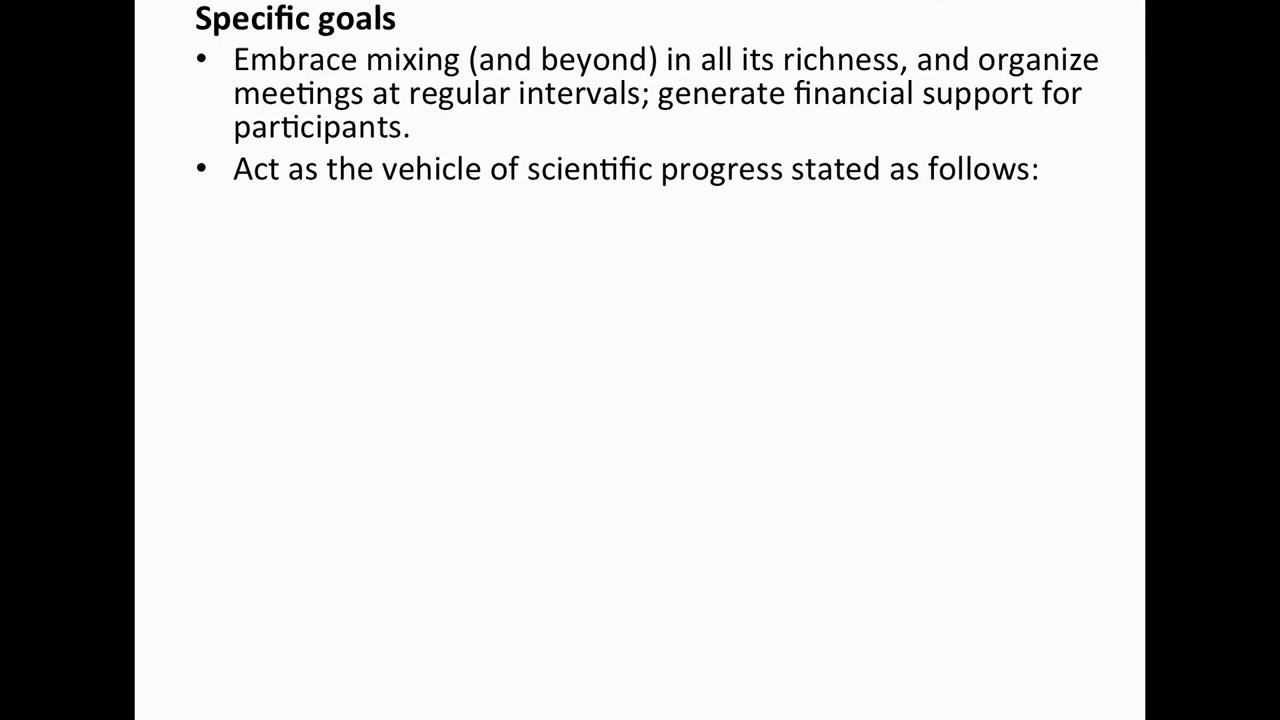 Specific goals
• Embrace mixing (and beyond) in all its richness, and organize
meetings at regular intervals; generate financial support for
participants.
• Act as the vehicle of scientific progress stated as follows: